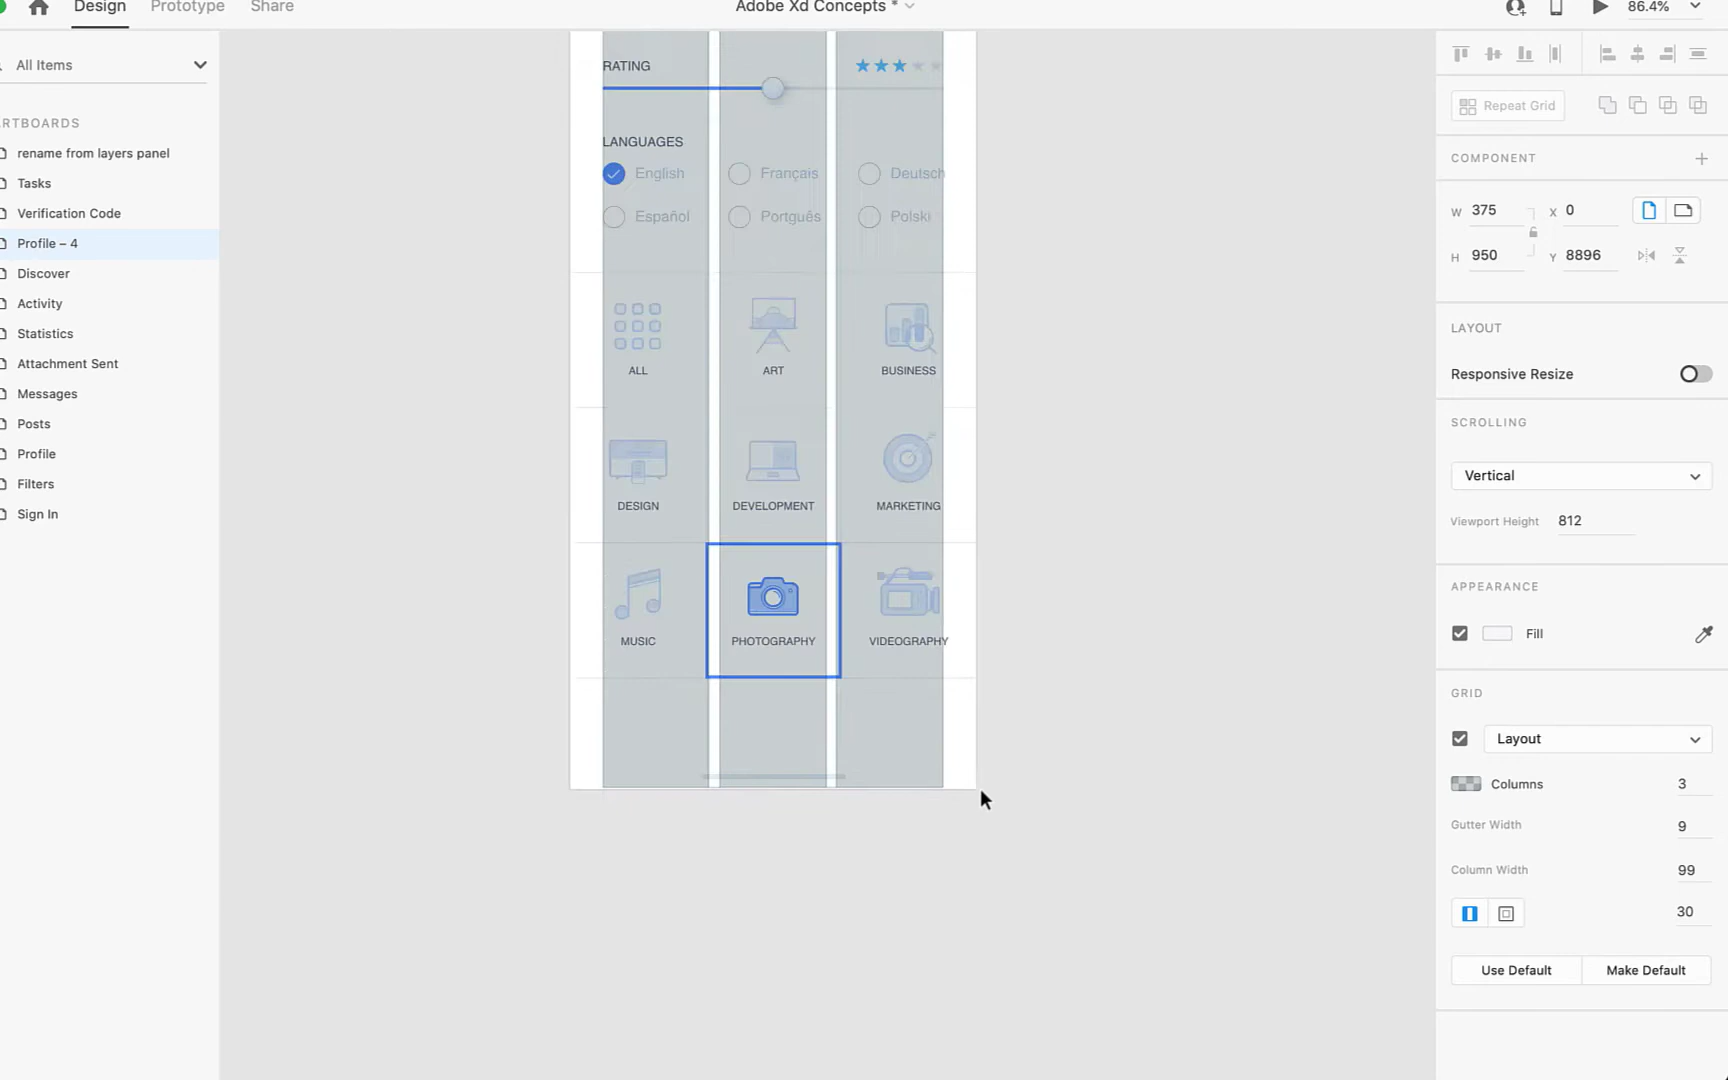 Design Prototype Share
Adobe Xd Concepts *
86.4%
All Items
RTBOARDS
rename from layers panel
Tasks
Verification Code
Profile – 4
Discover
Activity
Statistics
Attachment Sent
Messages
Posts
Profile
Filters
Sign In
RATING
LANGUAGES
English Français Deutsch
Español Portguês Polski
ALL ART BUSINESS
DESIGN DEVELOPMENT MARKETING
MUSIC PHOTOGRAPHY VIDEOGRAPHY
Repeat Grid
COMPONENT
W 375 X 0
H 950 Y 8896
LAYOUT
Responsive Resize
SCROLLING
Vertical
Viewport Height 812
APPEARANCE
Fill
GRID
Layout
Columns 3
Gutter Width 9
Column Width 99
30
Use Default Make Default